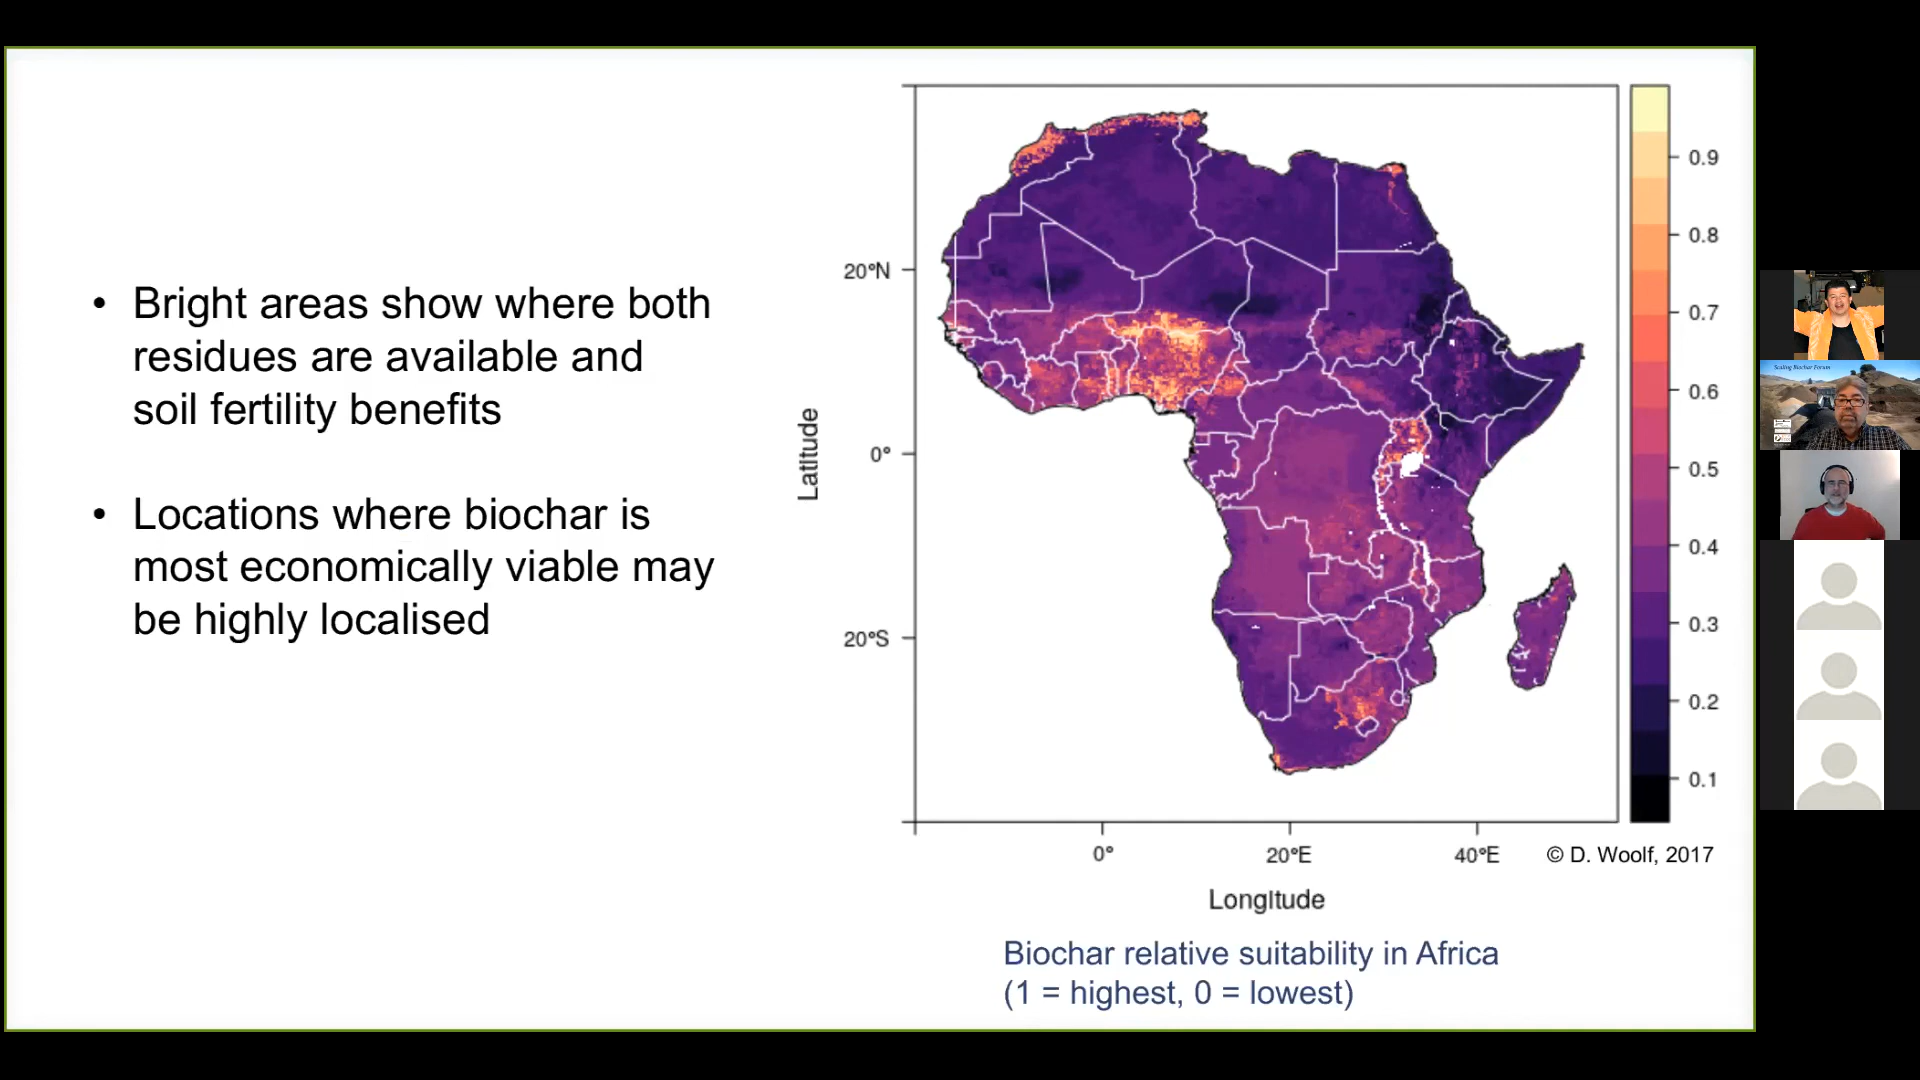 • Bright areas show where both
residues are available and
soil fertility benefits
• Locations where biochar is
most economically viable may
be highly localised
Latitude
20°N
0°
20°S
0°
20°E
40°E
Longitude
0.9
0.8
0.7
0.6
0.5
0.4
0.3
0.2
0.1
© D. Woolf, 2017
Biochar relative suitability in Africa
(1 = highest, 0 = lowest)
Scaling Biochar Forum